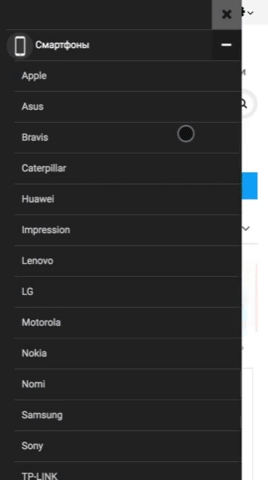 Смартфоны
Apple
Asus
Bravis
Caterpillar
Huawei
Impression
Lenovo
LG
Motorola
Nokia
Nomi
Samsung
Sony
TP-LINK